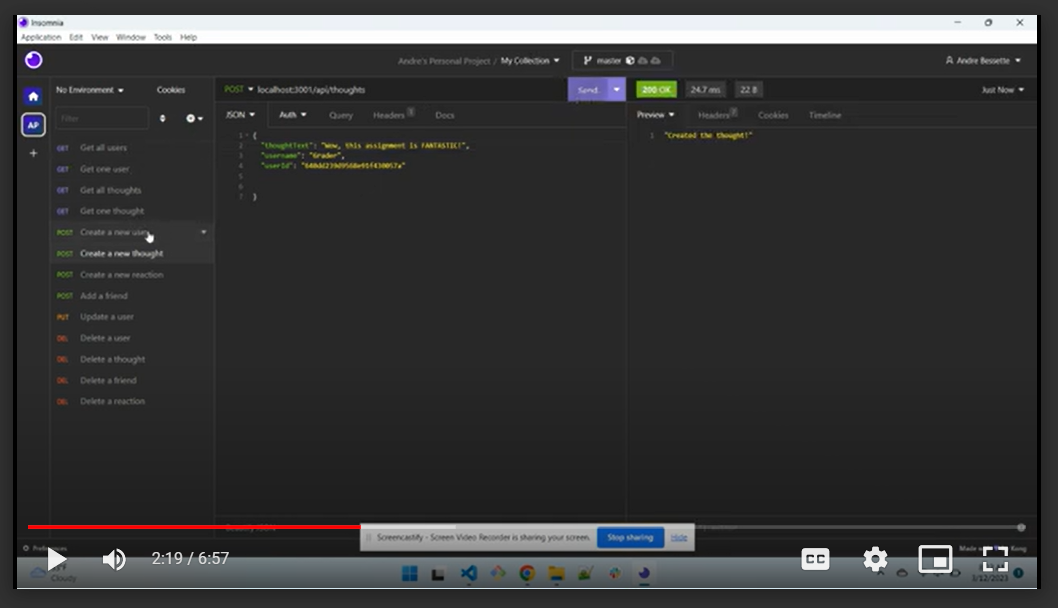 Insomnia
Application Edit View Window Tools Help
Andre's Personal Project / My Collection master
Andre Bessette
No Environment Cookies
POST localhost:3001/api/thoughts Send
200 OK 24.7 ms 22 B Just Now
Filter
JSON Auth Query Headers 1 Docs
Preview Headers 7 Cookies Timeline
AP
1 {
2 "thoughtText": "Wow, this assignment is FANTASTIC!",
3 "username": "Grader",
4
5
6
7 }
1 "Created the thought!"
GET Get all users
GET Get one user
GET Get all thoughts
GET Get one thought
POST Create a new user
POST Create a new thought
POST Create a new reaction
POST Add a friend
PUT Update a user
DEL Delete a user
DEL Delete a thought
DEL Delete a friend
DEL Delete a reaction
Screencastify - Screen Video Recorder is sharing your screen. Stop sharing Hide
2:19 / 6:57
CC
Cloudy
3/12/2023